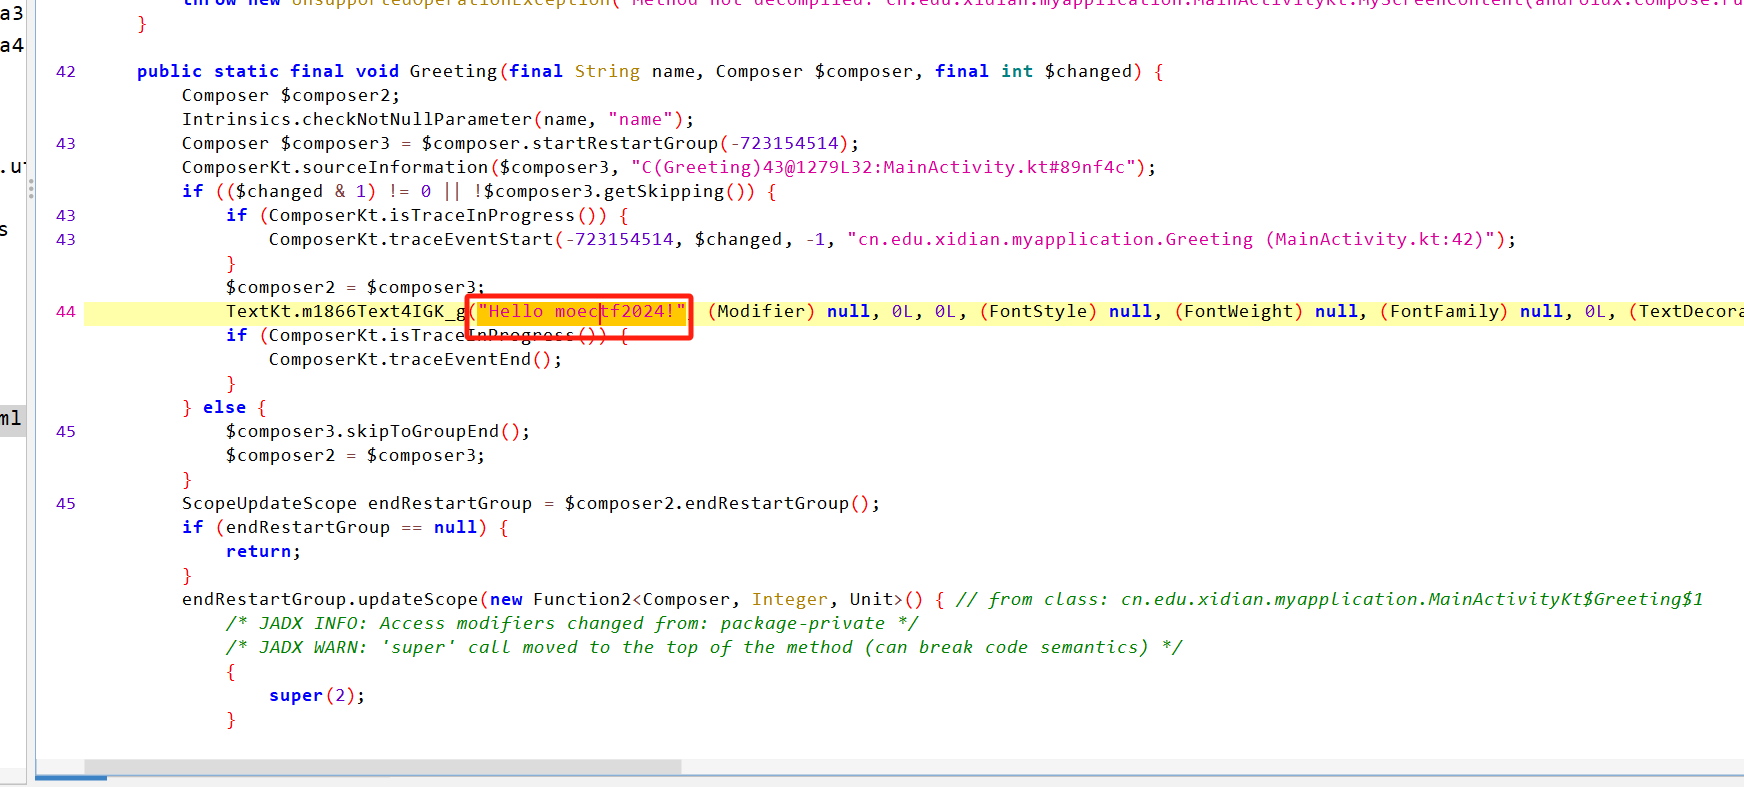 a3
throw new UnsupportedOperationException("Method not decompiled: cn.edu.xidian.myapplication.MainActivityKt.MyScreenContent(androidx.compose.ru
}
a4
42 public static final void Greeting(final String name, Composer $composer, final int $changed) {
Composer $composer2;
Intrinsics.checkNotNullParameter(name, "name");
43 Composer $composer3 = $composer.startRestartGroup(-723154514);
ComposerKt.sourceInformation($composer3, "C(Greeting)43@1279L32:MainActivity.kt#89nf4c");
if (($changed & 1) != 0 || !$composer3.getSkipping()) {
43 if (ComposerKt.isTraceInProgress()) {
43 ComposerKt.traceEventStart(-723154514, $changed, -1, "cn.edu.xidian.myapplication.Greeting (MainActivity.kt:42)");
s
}
$composer2 = $composer3;
44 TextKt.m1866Text4IGK_g("Hello moectf2024!", (Modifier) null, 0L, 0L, (FontStyle) null, (FontWeight) null, (FontFamily) null, 0L, (TextDecora
if (ComposerKt.isTraceInProgress()) {
ComposerKt.traceEventEnd();
}
} else {
ml
45 $composer3.skipToGroupEnd();
$composer2 = $composer3;
}
45 ScopeUpdateScope endRestartGroup = $composer2.endRestartGroup();
if (endRestartGroup == null) {
return;
}
endRestartGroup.updateScope(new Function2<Composer, Integer, Unit>() { // from class: cn.edu.xidian.myapplication.MainActivityKt$Greeting$1
/* JADX INFO: Access modifiers changed from: package-private */
/* JADX WARN: 'super' call moved to the top of the method (can break code semantics) */
{
super(2);
}